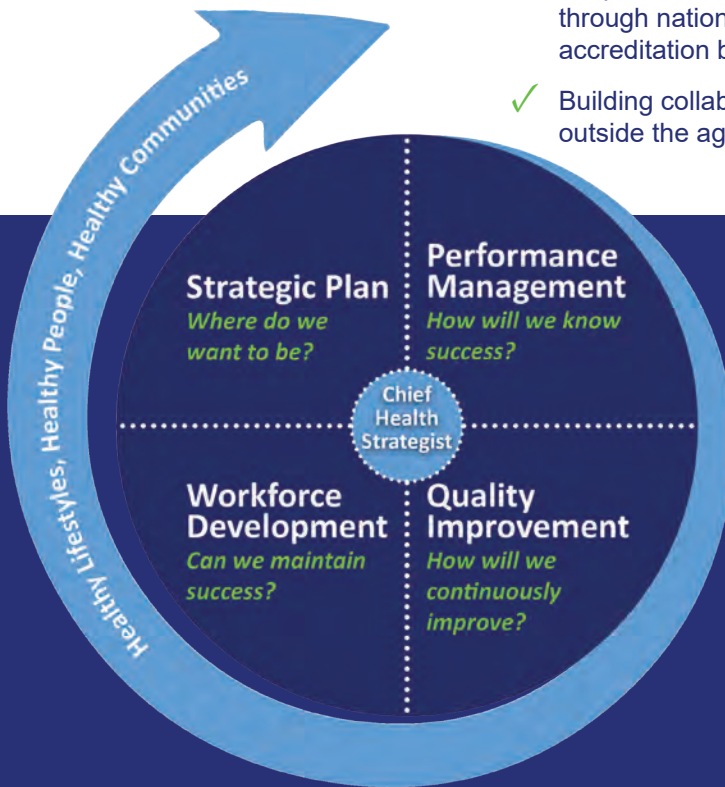 through nation
accreditation b
✓ Building collab
outside the ag
Healthy Lifestyles, Healthy People, Healthy Communities
Strategic Plan
Where do we
want to be?
Performance
Management
How will we know
success?
Chief
Health
Strategist
Workforce
Development
Can we maintain
success?
Quality
Improvement
How will we
continuously
improve?